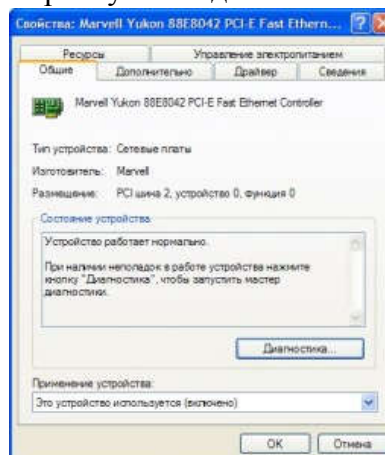 Свойства: Marvell Yukon 88E8042 PCI-E Fast Ethern...
Ресурсы Управление электропитанием
Общие Дополнительно Драйвер Сведения
Marvell Yukon 88E8042 PCI-E Fast Ethernet Controller
Тип устройства: Сетевые платы
Изготовитель: Marvell
Размещение: PCI шина 2, устройство 0, функция 0
Состояние устройства
Устройство работает нормально.
При наличии неполадок в работе устройства нажмите
кнопку "Диагностика", чтобы запустить мастер
диагностики.
Диагностика...
Применение устройства:
Это устройство используется (включено)
OK Отмена